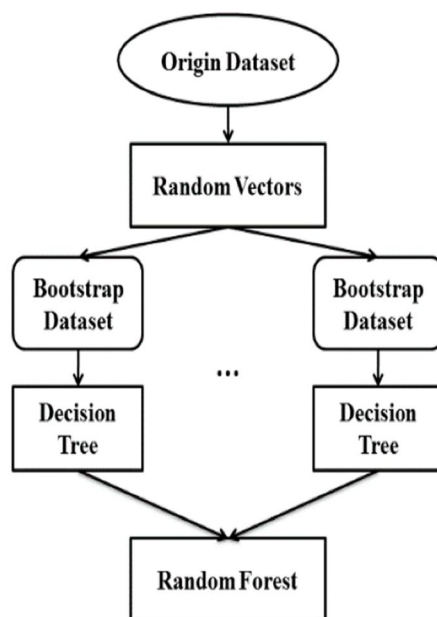 Origin Dataset
Random Vectors
Bootstrap
Dataset
Bootstrap
Dataset
...
Decision
Tree
Decision
Tree
Random Forest